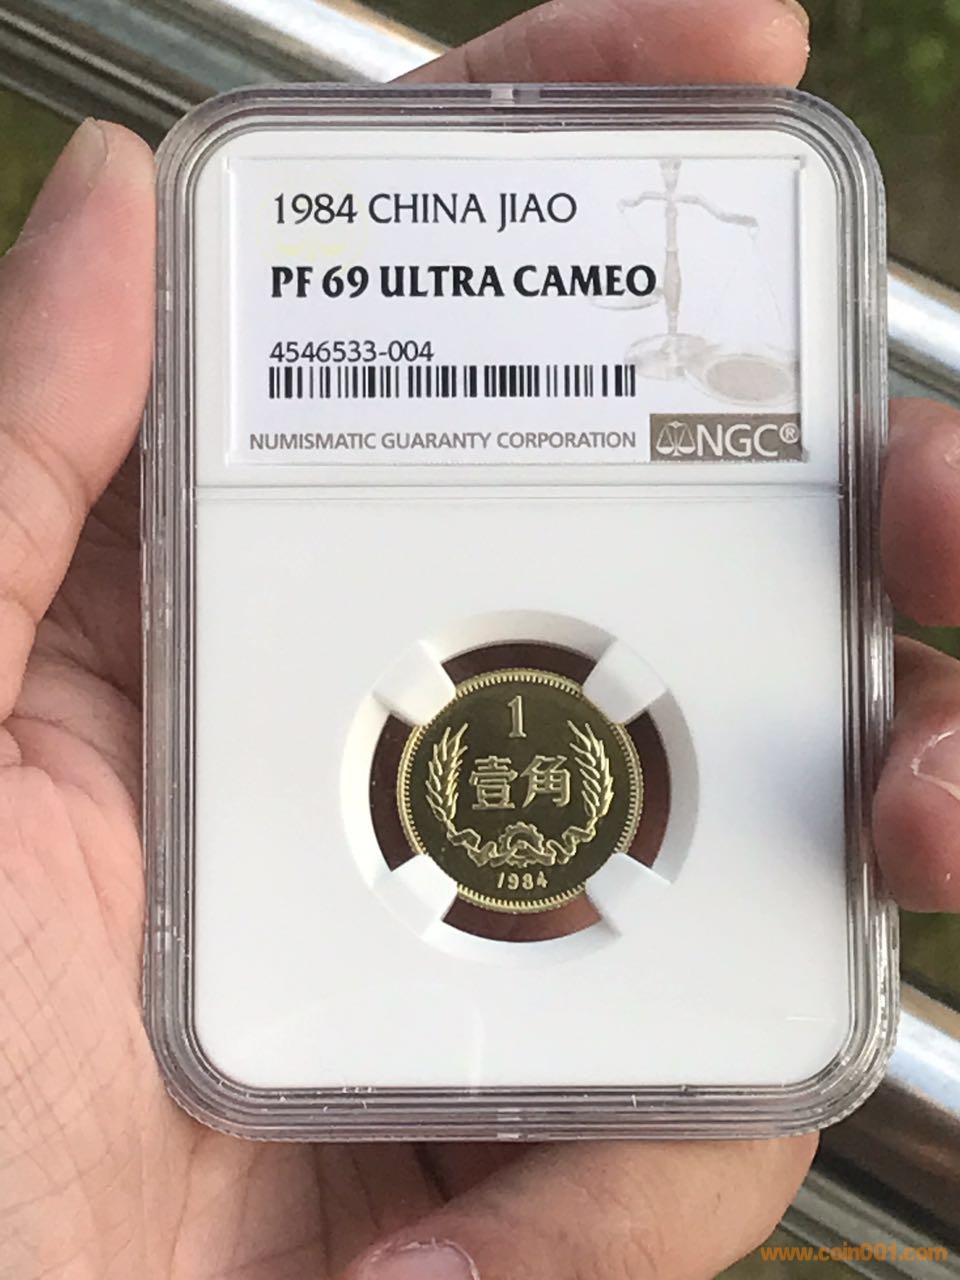 1984 CHINA JIAO
PF 69 ULTRA CAMEO
4546533-004
NUMISMATIC GUARANTY CORPORATION NGC®
1
壹角
1984
www.coin001.com